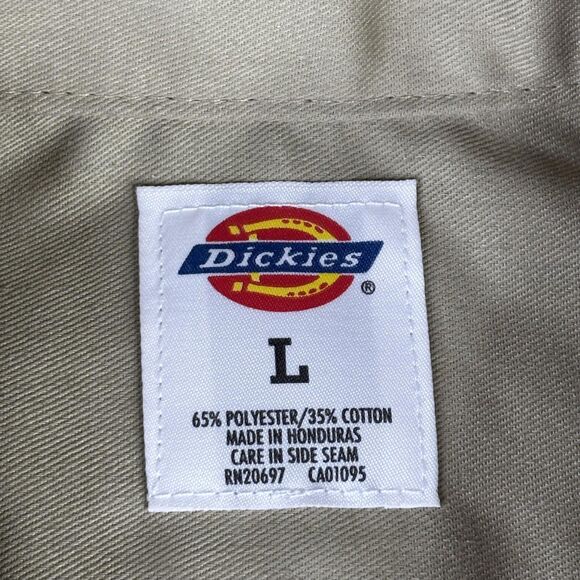 Dickies
®
L
65% POLYESTER/35% COTTON
MADE IN HONDURAS
CARE IN SIDE SEAM
RN20697 CA01095